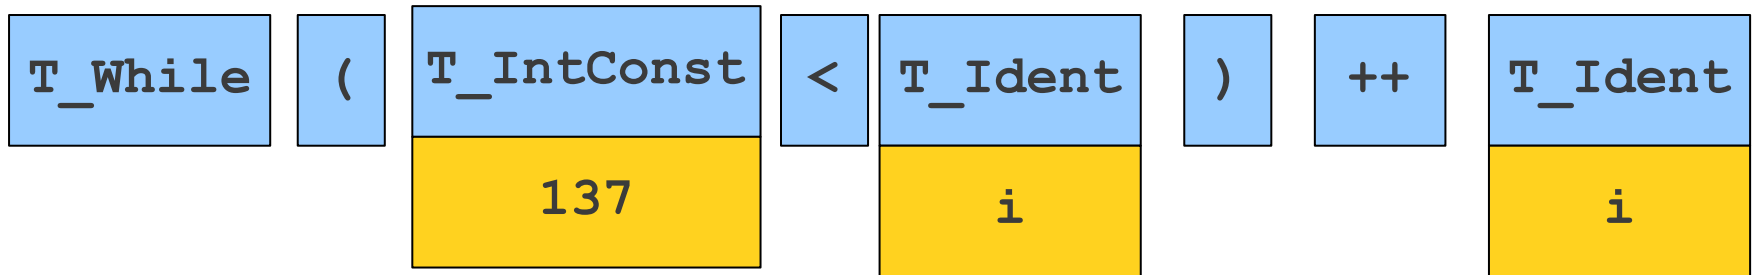 T_While ( T_IntConst < T_Ident ) ++ T_Ident
137 i i